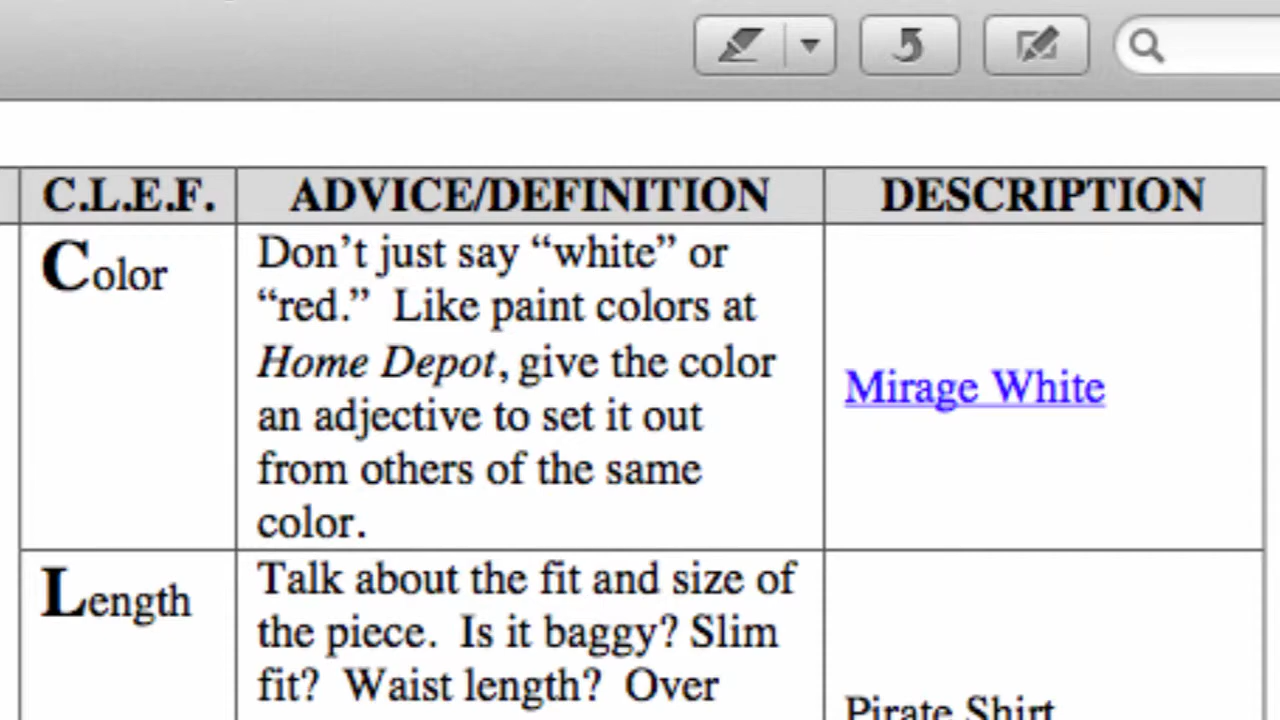 C.L.E.F. ADVICE/DEFINITION DESCRIPTION
Color
Don’t just say “white” or
“red.”  Like paint colors at
Home Depot, give the color
an adjective to set it out
from others of the same
color.
Mirage White
Length
Talk about the fit and size of
the piece.  Is it baggy? Slim
fit?  Waist length?  Over
Pirate Shirt